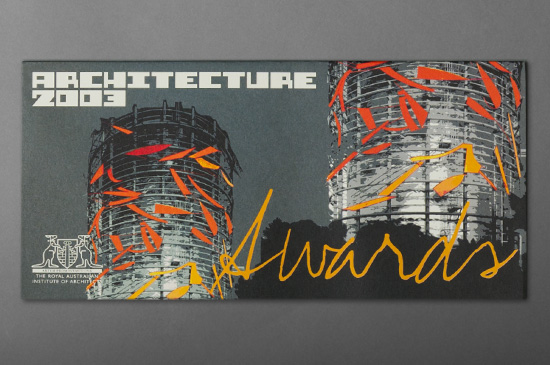 ARCHITECTURE
2003
Awards
THE ROYAL AUSTRALIAN
INSTITUTE OF ARCHITECTS